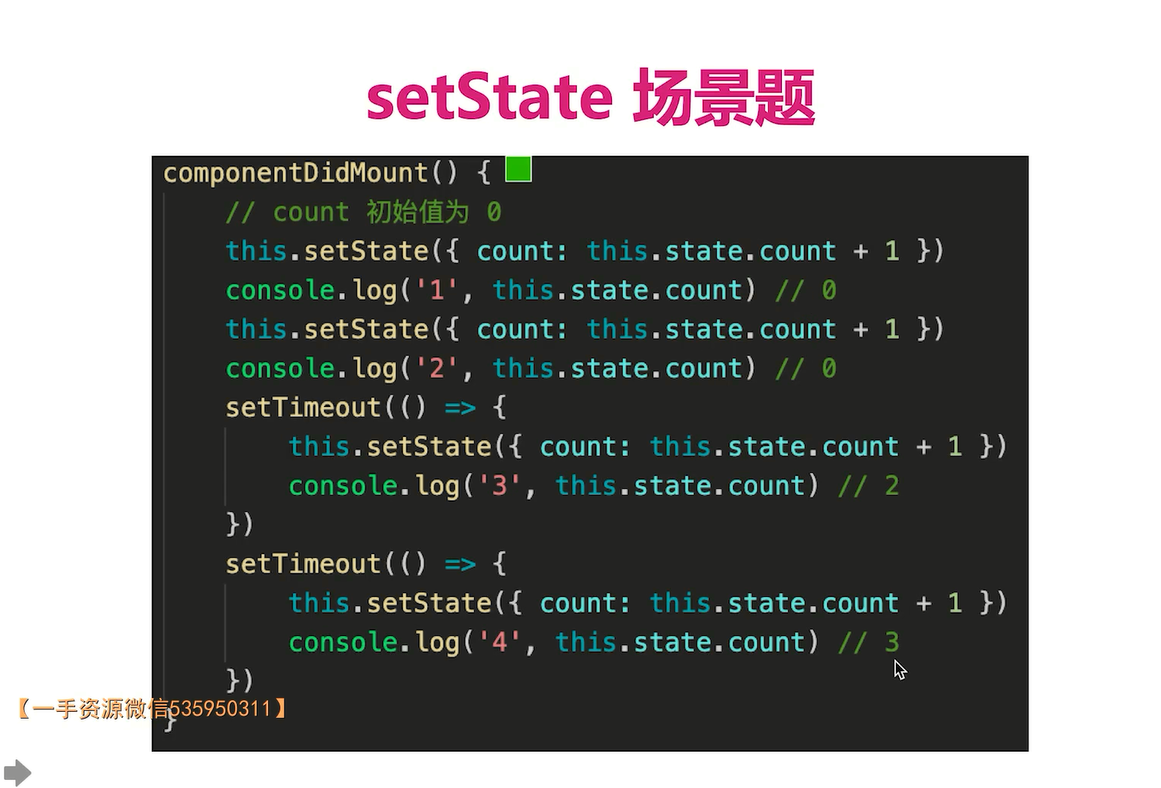 setState 场景题
componentDidMount() {
// count 初始值为 0
this.setState({ count: this.state.count + 1 })
console.log('1', this.state.count) // 0
this.setState({ count: this.state.count + 1 })
console.log('2', this.state.count) // 0
setTimeout(() => {
this.setState({ count: this.state.count + 1 })
console.log('3', this.state.count) // 2
})
setTimeout(() => {
this.setState({ count: this.state.count + 1 })
console.log('4', this.state.count) // 3
})
【一手资源微信535950311】
}